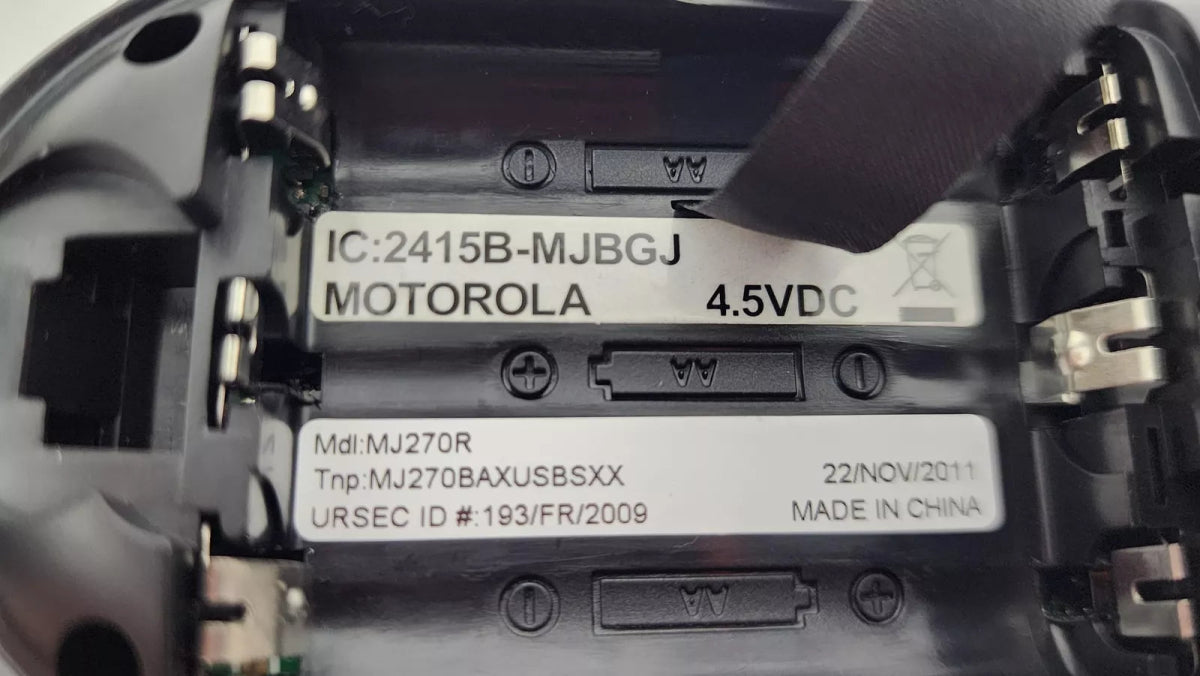 AA
IC:2415B-MJBGJ
MOTOROLA 4.5VDC
AA
Mdl:MJ270R
Tnp:MJ270BAXUSBSXX 22/NOV/2011
URSEC ID #:193/FR/2009 MADE IN CHINA
AA